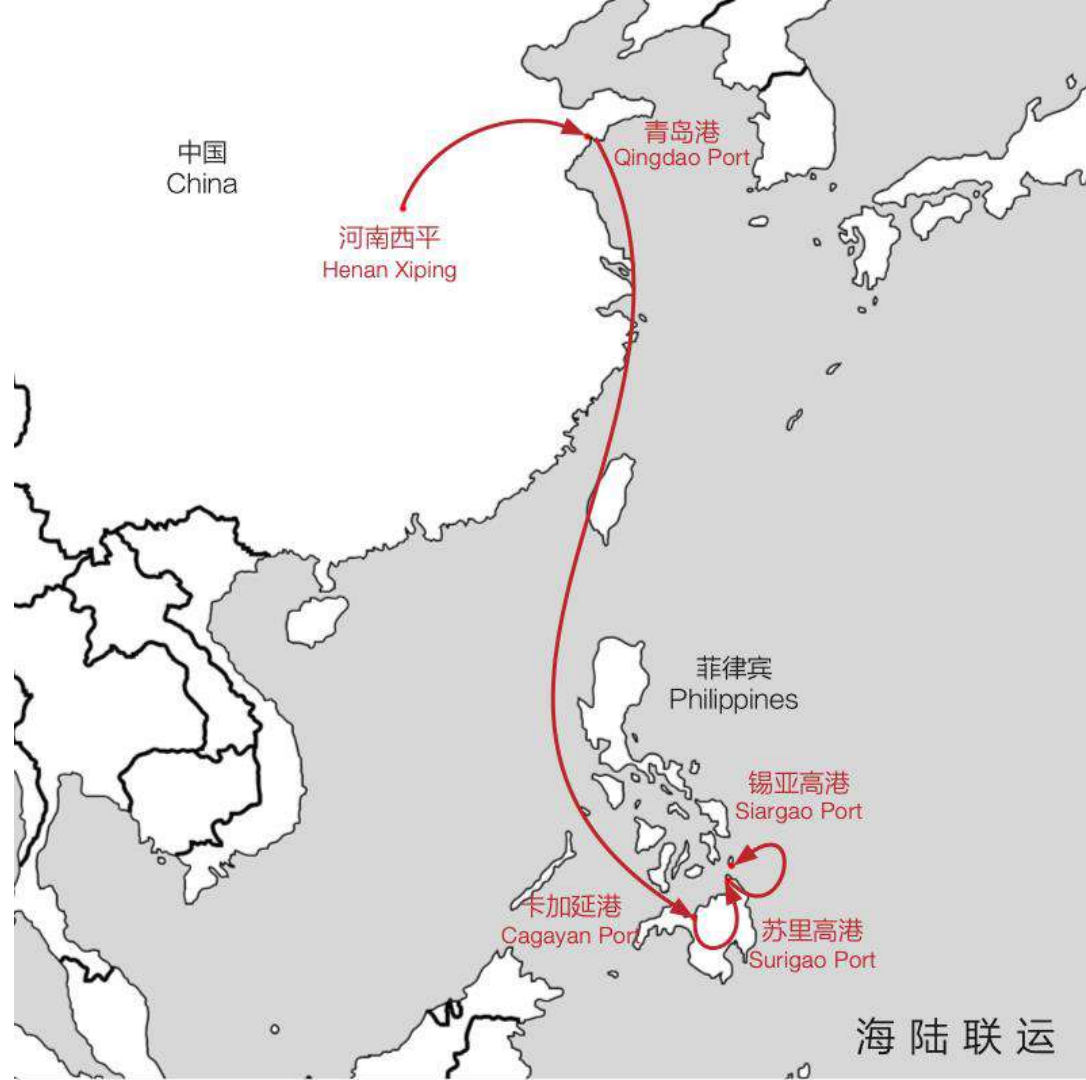 中国
China
青岛港
Qingdao Port
河南西平
Henan Xiping
菲律宾
Philippines
锡亚高港
Siargao Port
卡加延港
Cagayan Port
苏里高港
Surigao Port
海陆联运